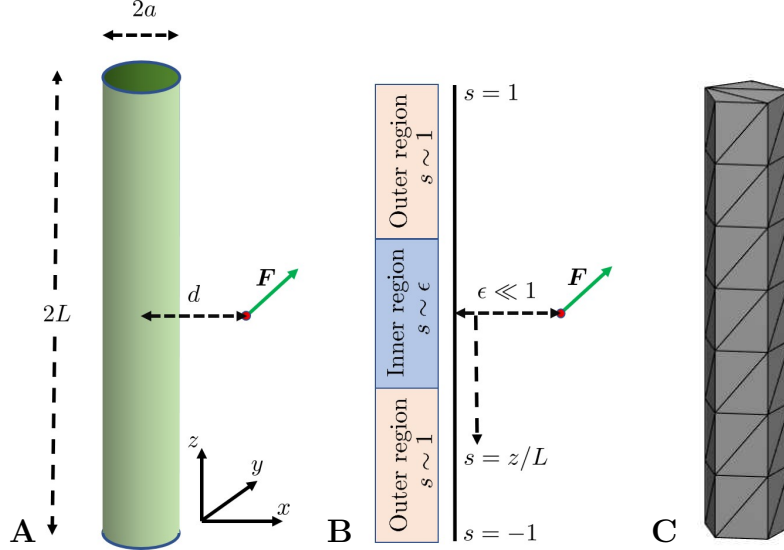 2a
2L
d
F
z
y
x
A
Outer region
s ∼ 1
Inner region
s ∼ ϵ
Outer region
s ∼ 1
s = 1
ϵ ≪ 1
F
s = z/L
s = −1
B
C